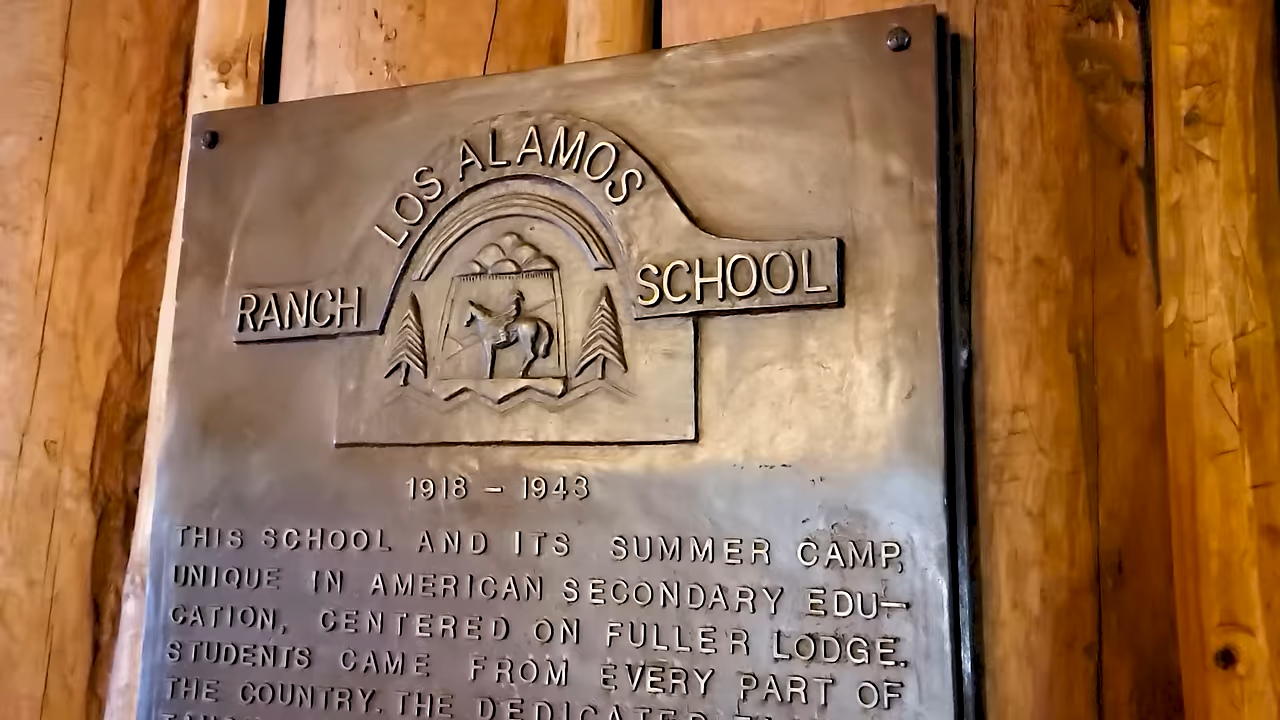 LOS ALAMOS
RANCH SCHOOL
1918 – 1943
THIS SCHOOL AND ITS SUMMER CAMP,
UNIQUE IN AMERICAN SECONDARY EDU–
CATION, CENTERED ON FULLER LODGE.
STUDENTS CAME FROM EVERY PART OF
THE COUNTRY. THE DEDICATED